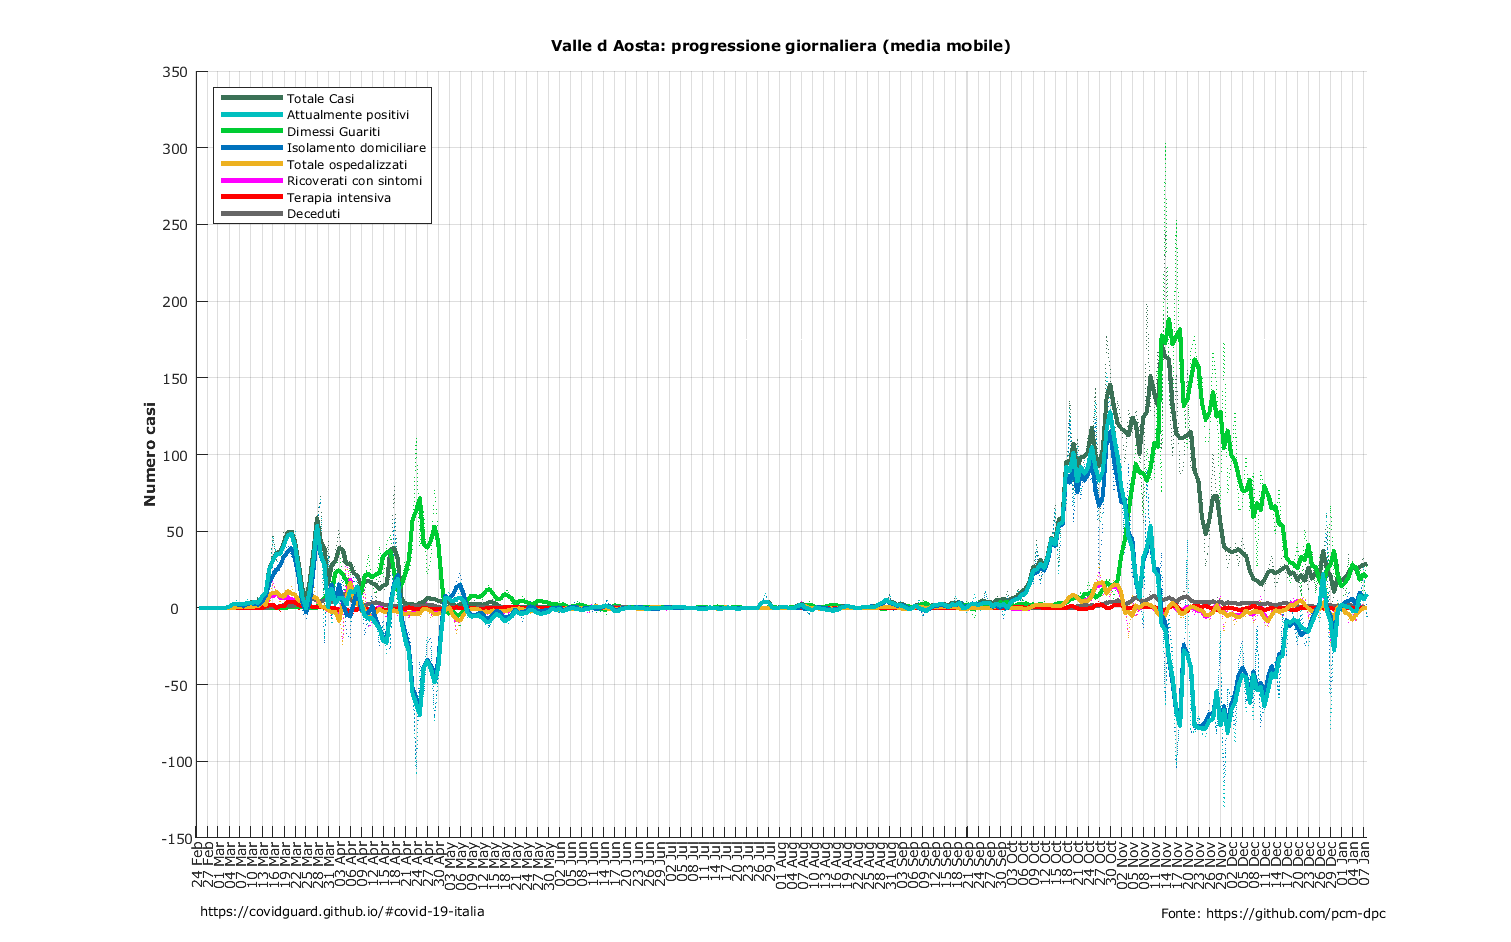 Valle d Aosta: progressione giornaliera (media mobile)
350
300
250
200
150
100
50
0
-50
-100
-150
Numero casi
Totale Casi
Attualmente positivi
Dimessi Guariti
Isolamento domiciliare
Totale ospedalizzati
Ricoverati con sintomi
Terapia intensiva
Deceduti
24 Feb
27 Feb
01 Mar
04 Mar
07 Mar
10 Mar
13 Mar
16 Mar
19 Mar
22 Mar
25 Mar
28 Mar
31 Mar
03 Apr
06 Apr
09 Apr
12 Apr
15 Apr
18 Apr
21 Apr
24 Apr
27 Apr
30 Apr
03 May
06 May
09 May
12 May
15 May
18 May
21 May
24 May
27 May
30 May
02 Jun
05 Jun
08 Jun
11 Jun
14 Jun
17 Jun
20 Jun
23 Jun
26 Jun
29 Jun
02 Jul
05 Jul
08 Jul
11 Jul
14 Jul
17 Jul
20 Jul
23 Jul
26 Jul
29 Jul
01 Aug
04 Aug
07 Aug
10 Aug
13 Aug
16 Aug
19 Aug
22 Aug
25 Aug
28 Aug
31 Aug
03 Sep
06 Sep
09 Sep
12 Sep
15 Sep
18 Sep
21 Sep
24 Sep
27 Sep
30 Sep
03 Oct
06 Oct
09 Oct
12 Oct
15 Oct
18 Oct
21 Oct
24 Oct
27 Oct
30 Oct
02 Nov
05 Nov
08 Nov
11 Nov
14 Nov
17 Nov
20 Nov
23 Nov
26 Nov
29 Nov
02 Dec
05 Dec
08 Dec
11 Dec
14 Dec
17 Dec
20 Dec
23 Dec
26 Dec
29 Dec
01 Jan
04 Jan
07 Jan
https://covidguard.github.io/#covid-19-italia
Fonte: https://github.com/pcm-dpc